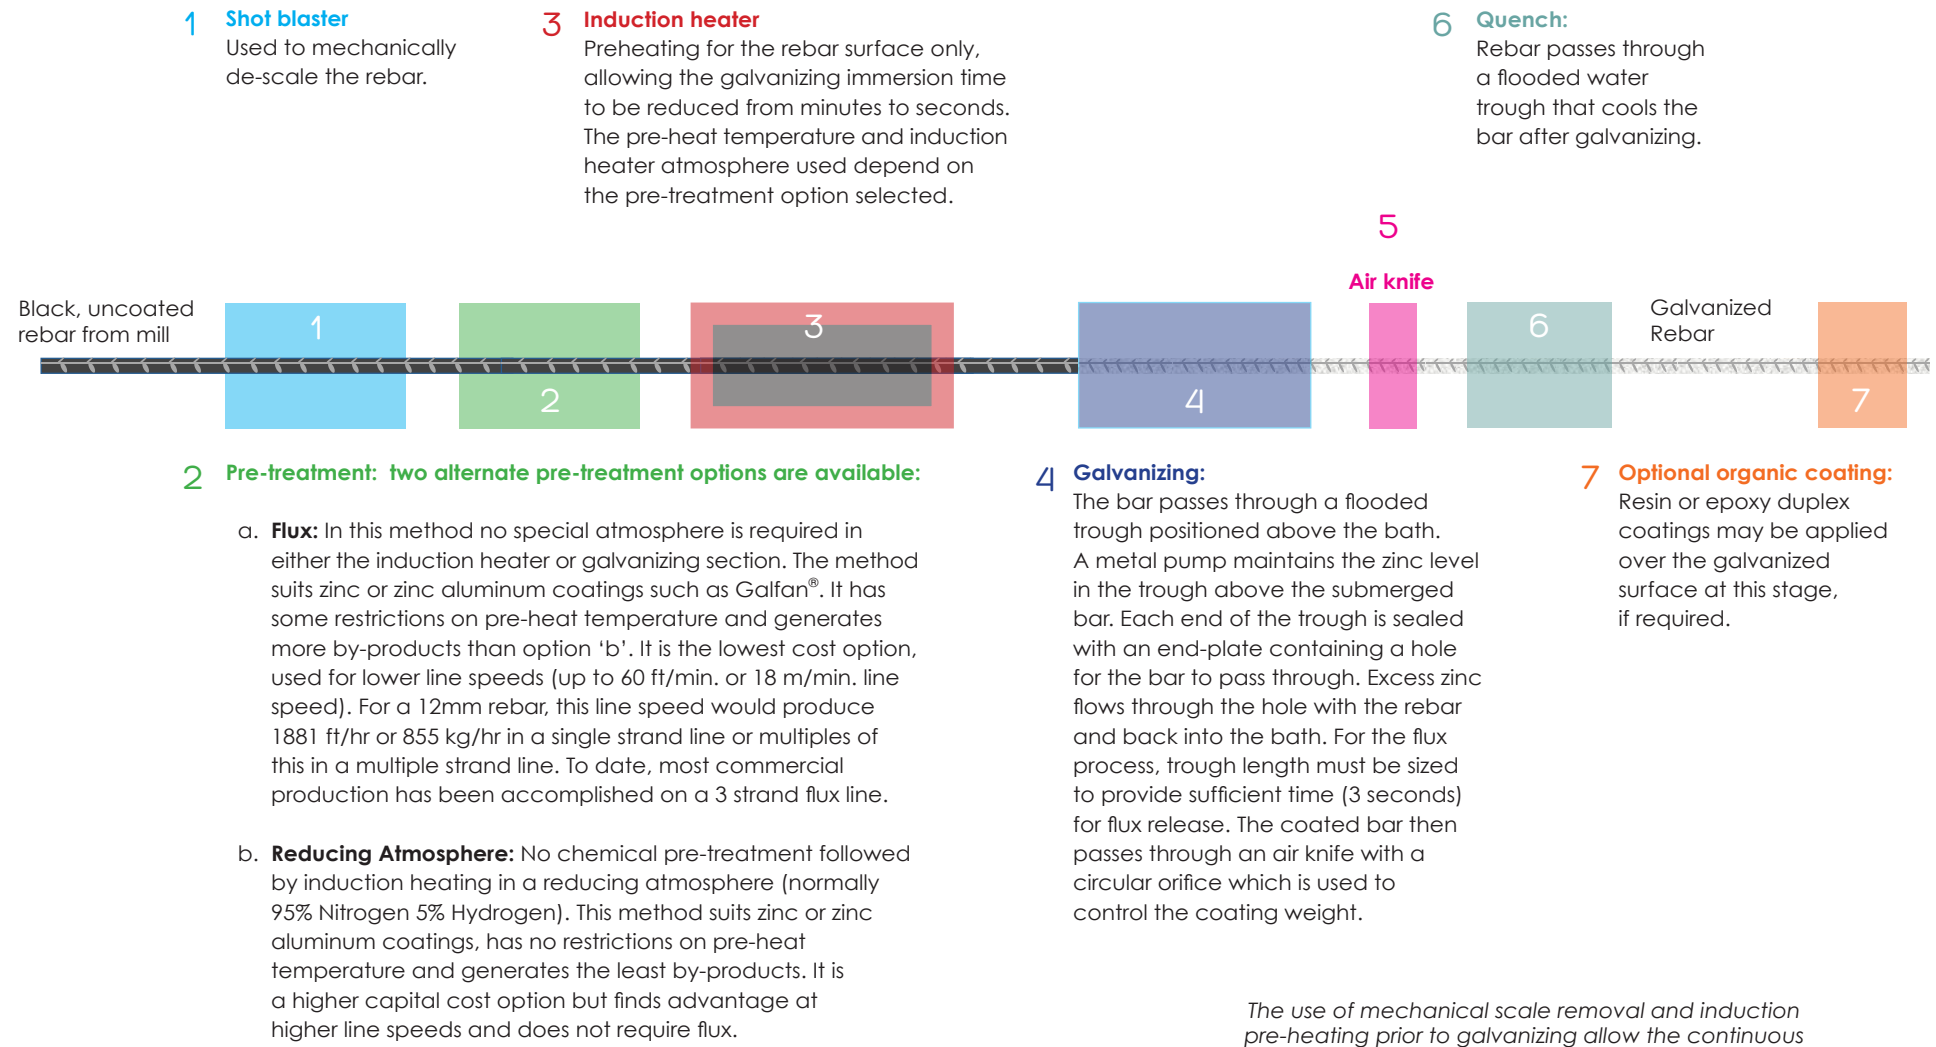 1 Shot blaster
Used to mechanically
de-scale the rebar.
3 Induction heater
Preheating for the rebar surface only,
allowing the galvanizing immersion time
to be reduced from minutes to seconds.
The pre-heat temperature and induction
heater atmosphere used depend on
the pre-treatment option selected.
6 Quench:
Rebar passes through
a flooded water
trough that cools the
bar after galvanizing.
5
Air knife
Black, uncoated
rebar from mill
1
2
3
4
6
Galvanized
Rebar
7
2 Pre-treatment: two alternate pre-treatment options are available:
a. Flux: In this method no special atmosphere is required in
either the induction heater or galvanizing section. The method
suits zinc or zinc aluminum coatings such as Galfan®. It has
some restrictions on pre-heat temperature and generates
more by-products than option ‘b’. It is the lowest cost option,
used for lower line speeds (up to 60 ft/min. or 18 m/min. line
speed). For a 12mm rebar, this line speed would produce
1881 ft/hr or 855 kg/hr in a single strand line or multiples of
this in a multiple strand line. To date, most commercial
production has been accomplished on a 3 strand flux line.
b. Reducing Atmosphere: No chemical pre-treatment followed
by induction heating in a reducing atmosphere (normally
95% Nitrogen 5% Hydrogen). This method suits zinc or zinc
aluminum coatings, has no restrictions on pre-heat
temperature and generates the least by-products. It is
a higher capital cost option but finds advantage at
higher line speeds and does not require flux.
4 Galvanizing:
The bar passes through a flooded
trough positioned above the bath.
A metal pump maintains the zinc level
in the trough above the submerged
bar. Each end of the trough is sealed
with an end-plate containing a hole
for the bar to pass through. Excess zinc
flows through the hole with the rebar
and back into the bath. For the flux
process, trough length must be sized
to provide sufficient time (3 seconds)
for flux release. The coated bar then
passes through an air knife with a
circular orifice which is used to
control the coating weight.
7 Optional organic coating:
Resin or epoxy duplex
coatings may be applied
over the galvanized
surface at this stage,
if required.
The use of mechanical scale removal and induction
pre-heating prior to galvanizing allow the continuous